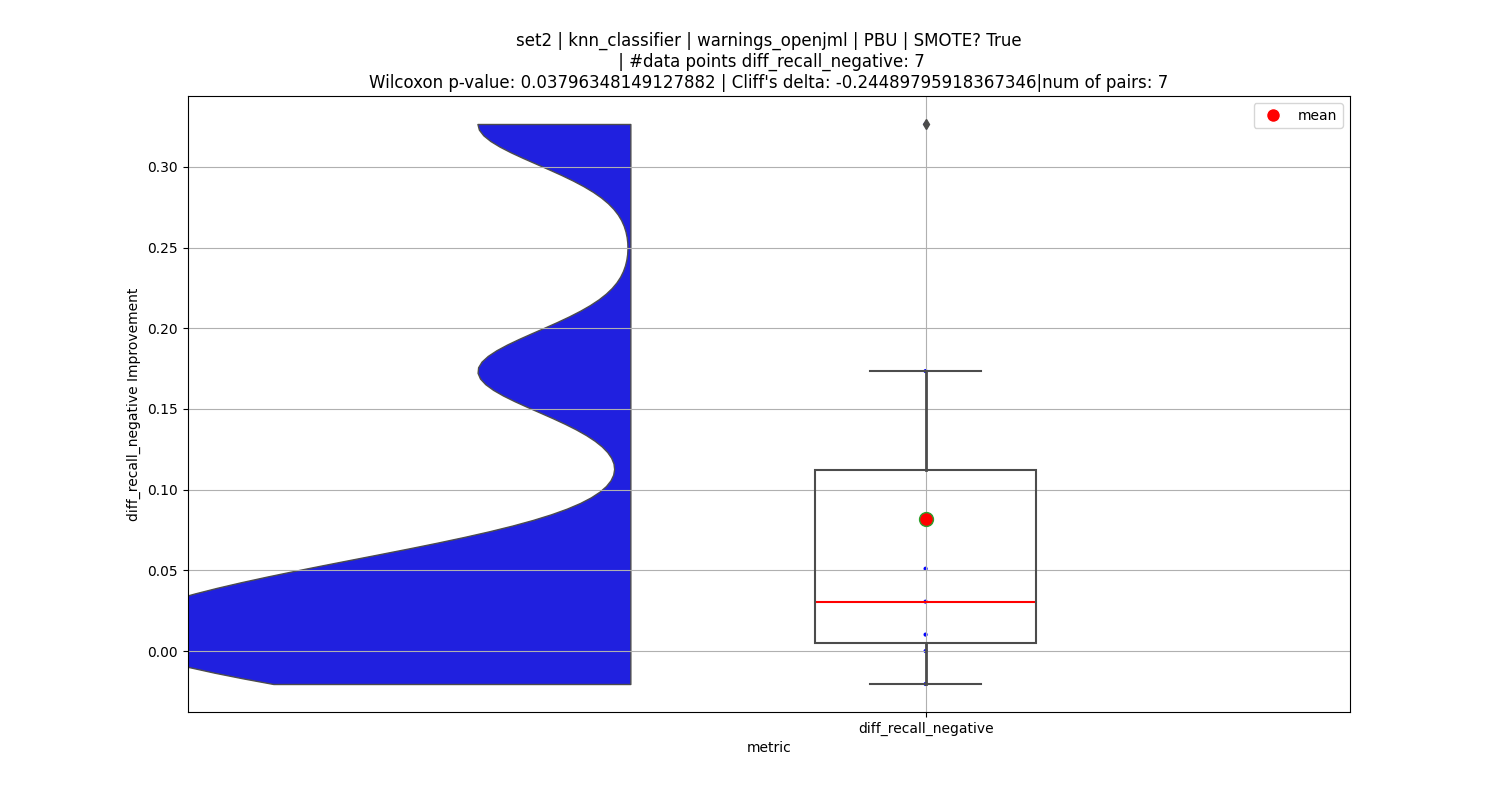 set2 | knn_classifier | warnings_openjml | PBU | SMOTE? True
| #data points diff_recall_negative: 7
Wilcoxon p-value: 0.03796348149127882 | Cliff's delta: -0.24489795918367346|num of pairs: 7
mean
0.30
0.25
0.20
0.15
0.10
0.05
0.00
diff_recall_negative Improvement
diff_recall_negative
metric